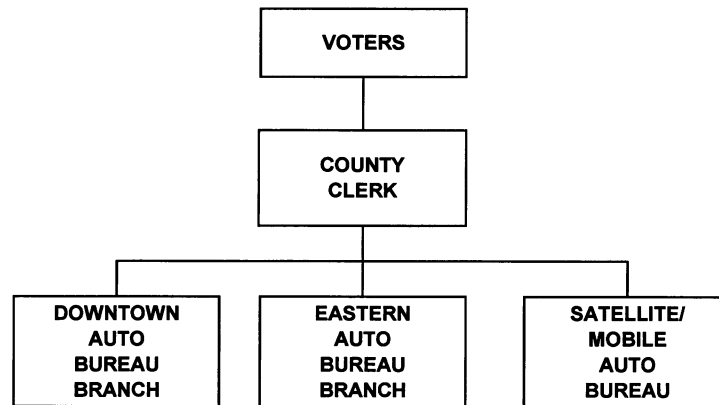 VOTERS
COUNTY
CLERK
DOWNTOWN
AUTO
BUREAU
BRANCH
EASTERN
AUTO
BUREAU
BRANCH
SATELLITE/
MOBILE
AUTO
BUREAU